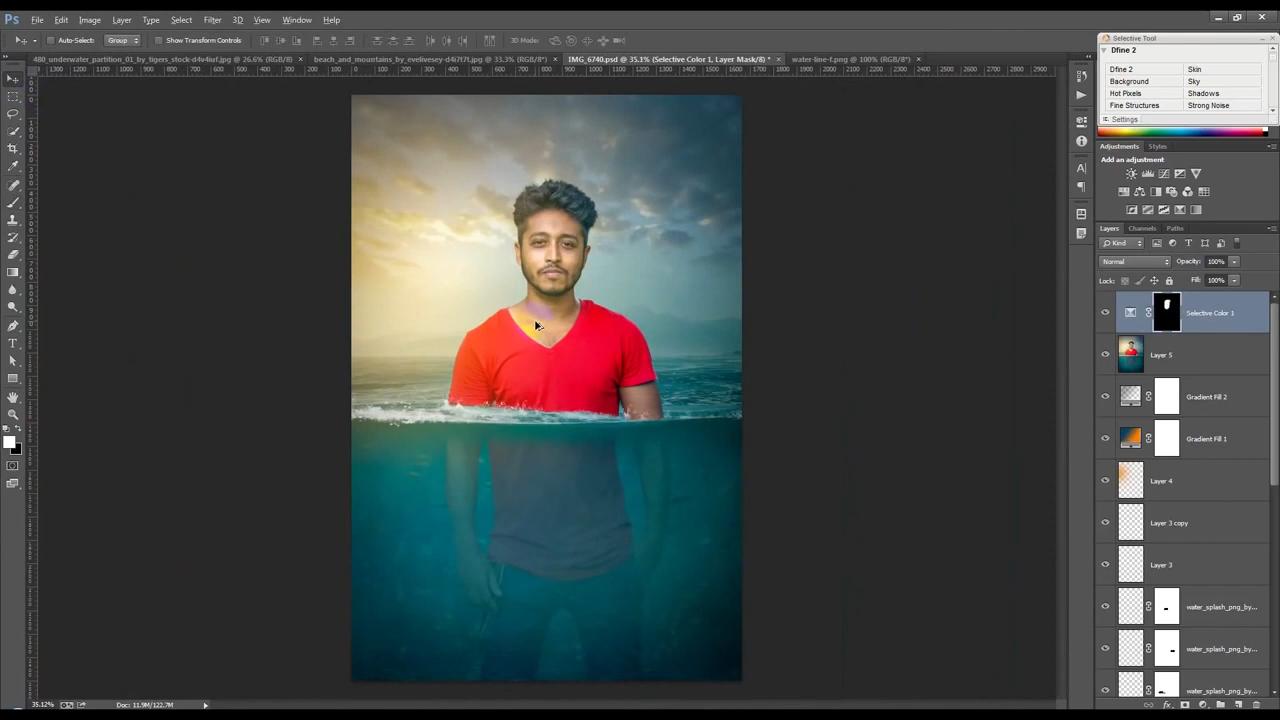 Ps File Edit Image Layer Type Select Filter 3D View Window Help
Auto-Select: Group Show Transform Controls 3D Mode:
480_underwater_partition_01_by_tigers_stock-d4v4iuf.jpg @ 26.6% (RGB/8) × beach_and_mountains_by_evelivesey-d4i7f7l.jpg @ 33.3% (RGB/8*) × IMG_6740.psd @ 35.1% (Selective Color 1, Layer Mask/8) * × water-line-f.png @ 100% (RGB/8*) ×
Selective Tool
Dfine 2
Dfine 2 Skin
Background Sky
Hot Pixels Shadows
Fine Structures Strong Noise
Settings
Adjustments Styles
Add an adjustment
Layers Channels Paths
Kind
Normal Opacity: 100%
Lock: Fill: 100%
Selective Color 1
Layer 5
Gradient Fill 2
Gradient Fill 1
Layer 4
Layer 3 copy
Layer 3
water_splash_png_by...
water_splash_png_by...
water_splash_png_by...
35.12% Doc: 11.9M/122.7M